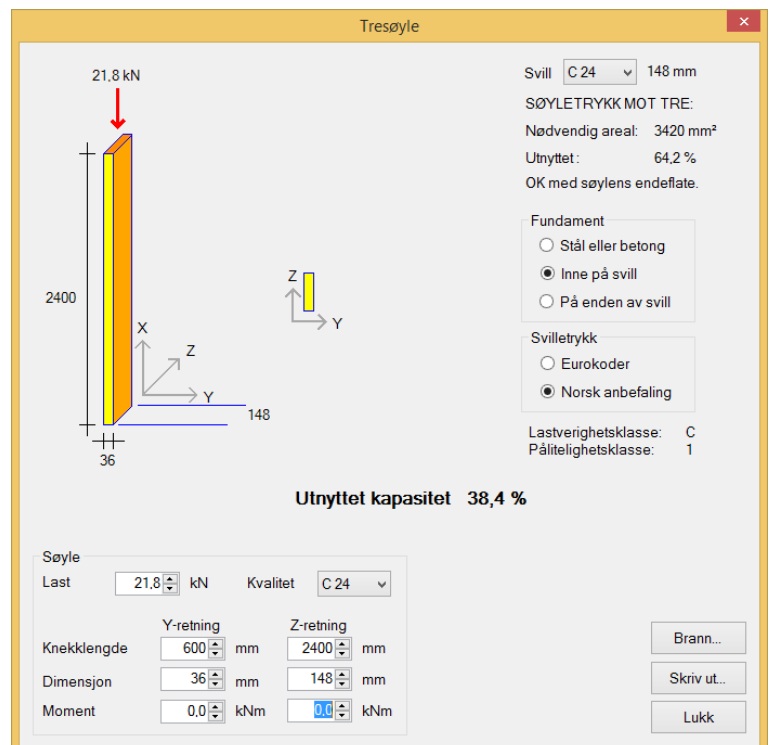 Tresøyle
21,8 kN
Svill C 24 148 mm
SØYLETRYKK MOT TRE:
Nødvendig areal: 3420 mm²
Utnyttet : 64,2 %
OK med søylens endeflate.
Fundament
Stål eller betong
Inne på svill
På enden av svill
Svilletrykk
Eurokoder
Norsk anbefaling
Lastverighetsklasse: C
Pålitelighetsklasse: 1
2400
X
Z
Y
Z
Y
148
36
Utnyttet kapasitet 38,4 %
Søyle
Last 21,8 kN Kvalitet C 24
Y-retning Z-retning
Knekklengde 600 mm 2400 mm
Dimensjon 36 mm 148 mm
Moment 0,0 kNm 0,0 kNm
Brann...
Skriv ut...
Lukk